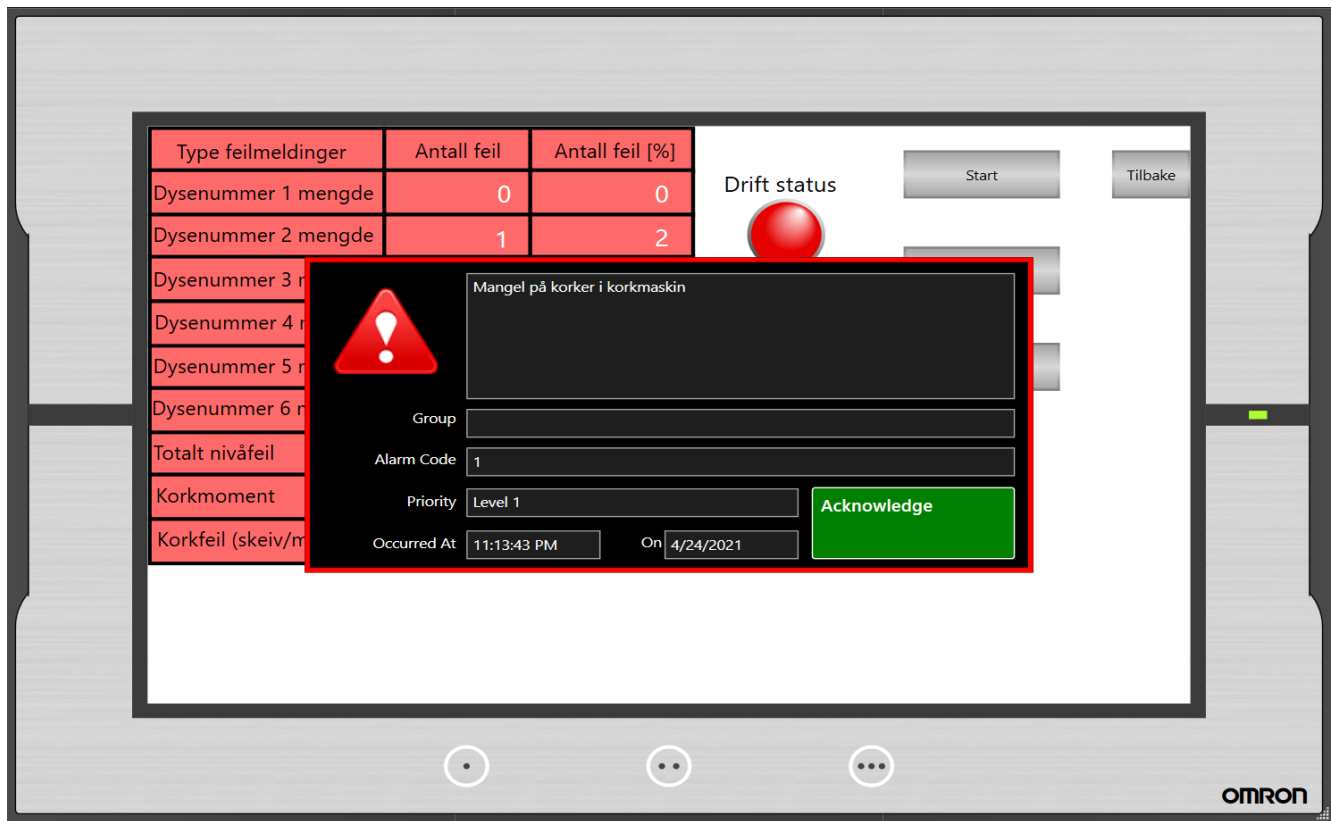 Type feilmeldinger Antall feil Antall feil [%]
Dysenummer 1 mengde 0 0
Dysenummer 2 mengde 1 2
Dysenummer 3
Dysenummer 4
Dysenummer 5
Dysenummer 6
Totalt nivåfeil
Korkmoment
Korkfeil (skeiv/m
Drift status
Start
Tilbake
Mangel på korker i korkmaskin
Group
Alarm Code 1
Priority Level 1
Occurred At 11:13:43 PM On 4/24/2021
Acknowledge
OMRON